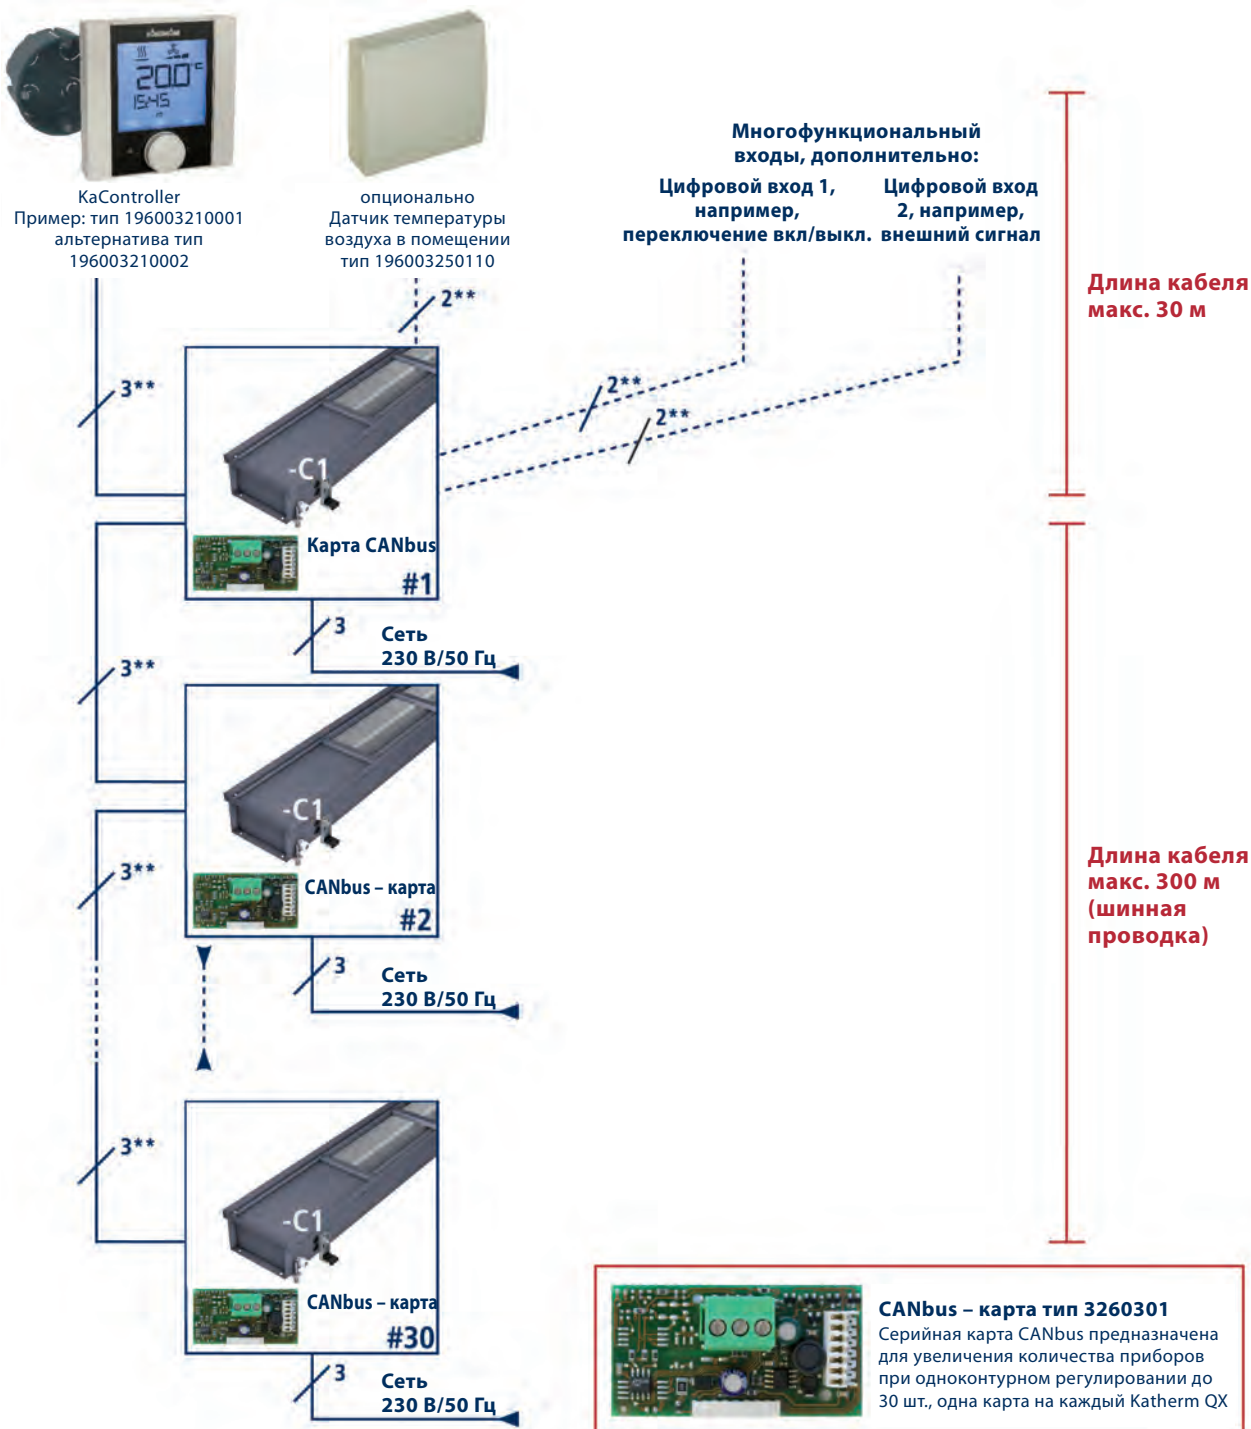 20.0°C
15:45
KaController
Пример: тип 196003210001
альтернатива тип
196003210002
опционально
Датчик температуры
воздуха в помещении
тип 196003250110
Многофункциональный
входы, дополнительно:
Цифровой вход 1,
например,
переключение вкл/выкл.
Цифровой вход
2, например,
внешний сигнал
Длина кабеля
макс. 30 м
2**
3**
2**
2**
-C1
Карта CANbus
#1
3
Сеть
230 В/50 Гц
3**
-C1
CANbus – карта
#2
3
Сеть
230 В/50 Гц
3**
Длина кабеля
макс. 300 м
(шинная
проводка)
3**
-C1
CANbus – карта
#30
3
Сеть
230 В/50 Гц
CANbus – карта тип 3260301
Серийная карта CANbus предназначена
для увеличения количества приборов
при одноконтурном регулировании до
30 шт., одна карта на каждый Katherm QX